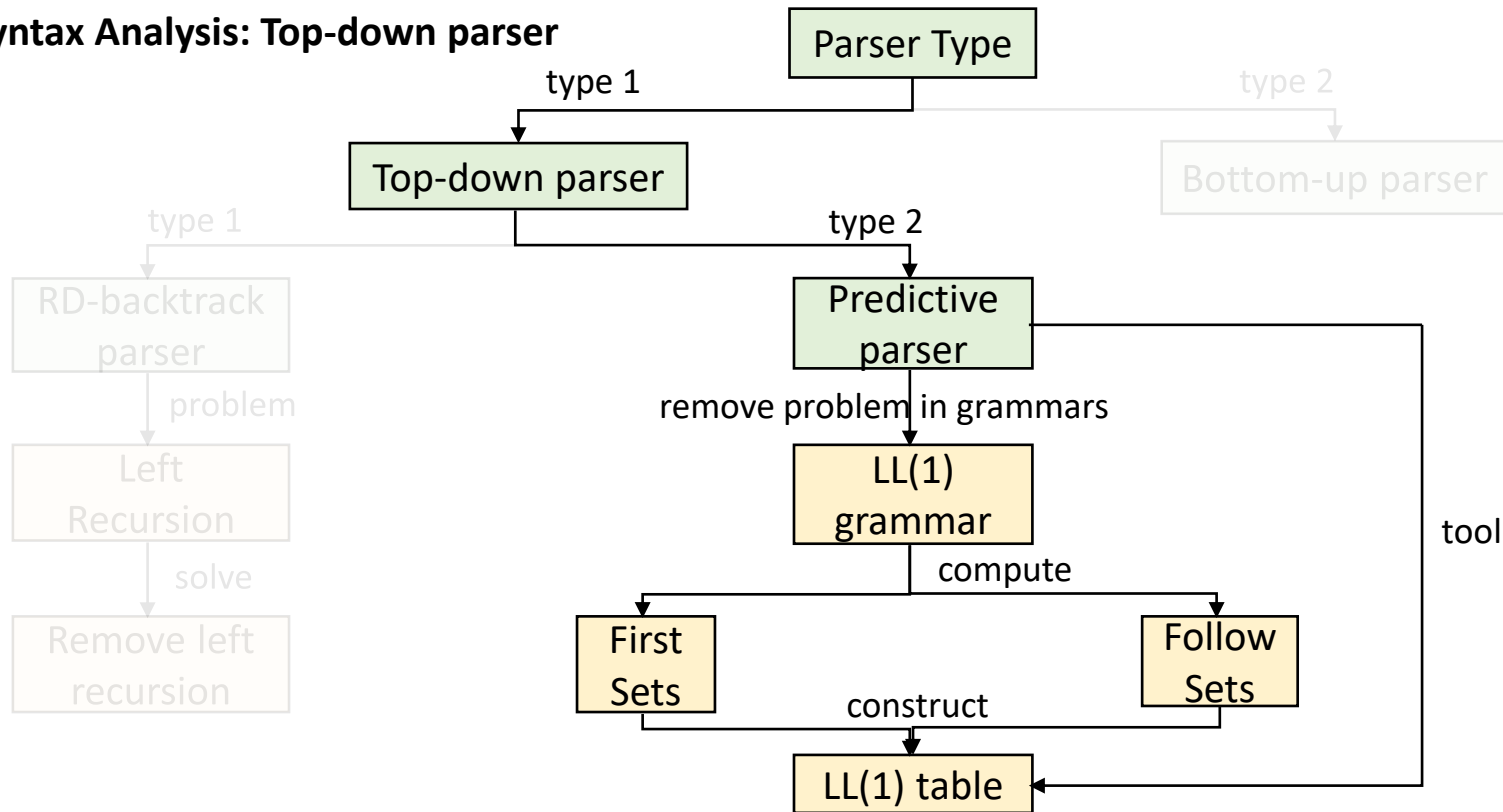 yntax Analysis: Top-down parser
Parser Type
type 1
type 2
Top-down parser
Bottom-up parser
type 1
type 2
RD-backtrack
parser
Predictive
parser
problem
remove problem in grammars
Left
Recursion
LL(1)
grammar
tool
solve
compute
Remove left
recursion
First
Sets
Follow
Sets
construct
LL(1) table